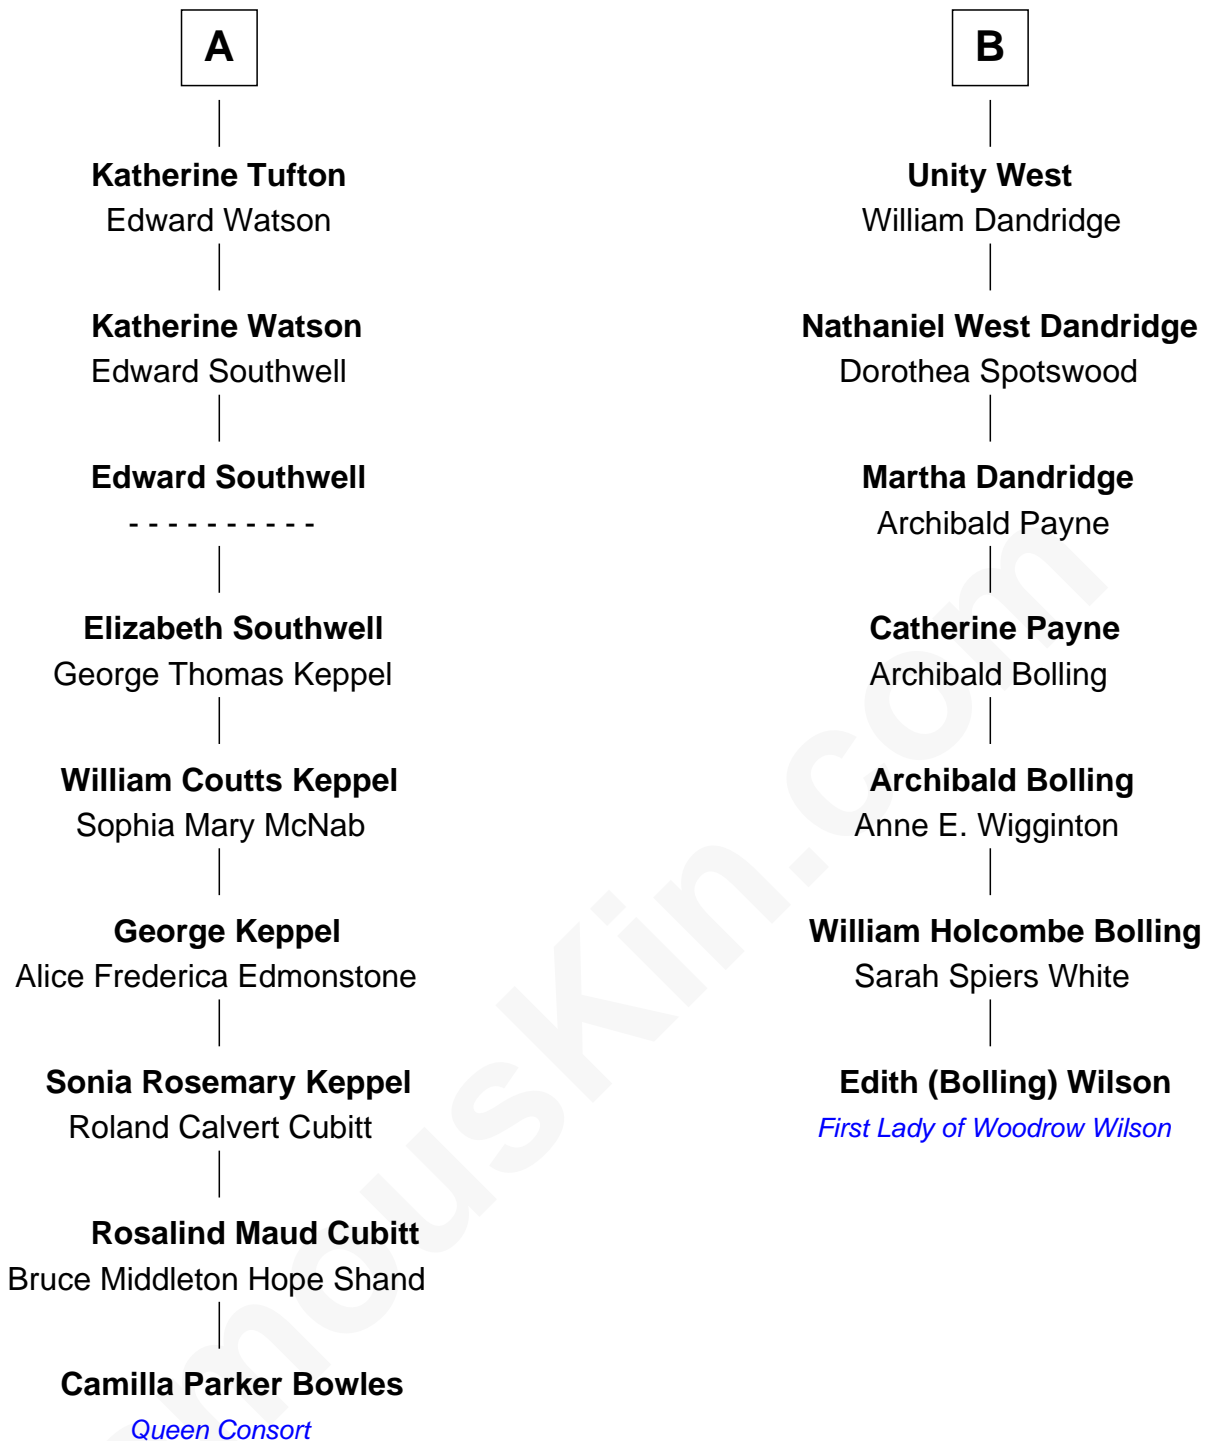 A
Katherine Tufton
Edward Watson
Katherine Watson
Edward Southwell
Edward Southwell
- - - - - - - - - -
Elizabeth Southwell
George Thomas Keppel
William Coutts Keppel
Sophia Mary McNab
George Keppel
Alice Frederica Edmonstone
Sonia Rosemary Keppel
Roland Calvert Cubitt
Rosalind Maud Cubitt
Bruce Middleton Hope Shand
Camilla Parker Bowles
Queen Consort
B
Unity West
William Dandridge
Nathaniel West Dandridge
Dorothea Spotswood
Martha Dandridge
Archibald Payne
Catherine Payne
Archibald Bolling
Archibald Bolling
Anne E. Wigginton
William Holcombe Bolling
Sarah Spiers White
Edith (Bolling) Wilson
First Lady of Woodrow Wilson
mouskin.com